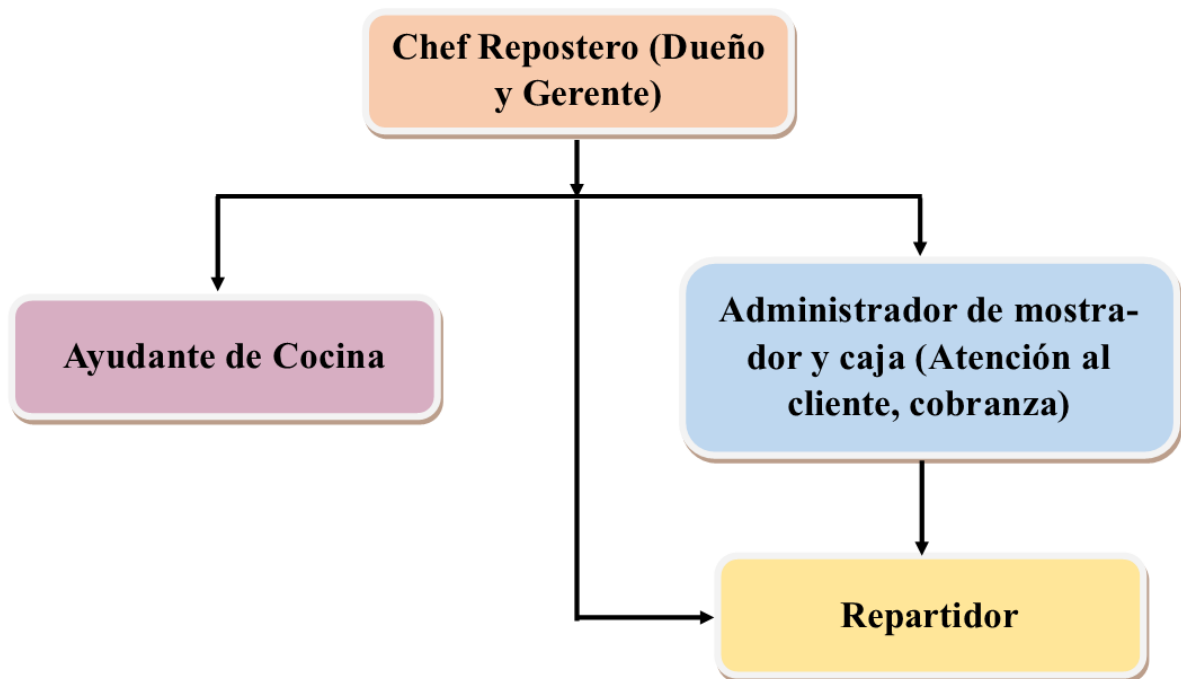 Chef Repostero (Dueño
y Gerente)
Ayudante de Cocina
Administrador de mostra-
dor y caja (Atención al
cliente, cobranza)
Repartidor